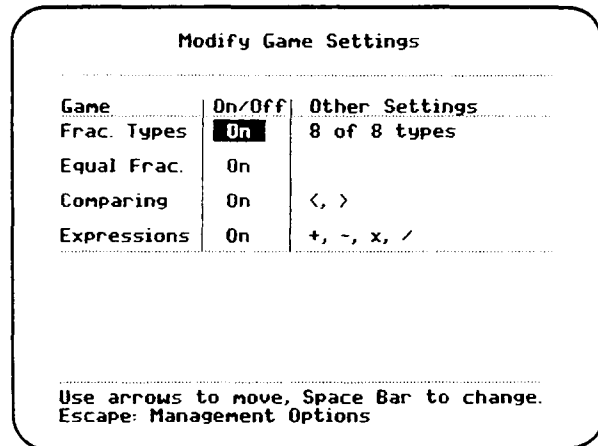 Modify Game Settings
Game On/Off Other Settings
Frac. Types On 8 of 8 types
Equal Frac. On
Comparing On <, >
Expressions On +, -, x, /
Use arrows to move, Space Bar to change.
Escape: Management Options